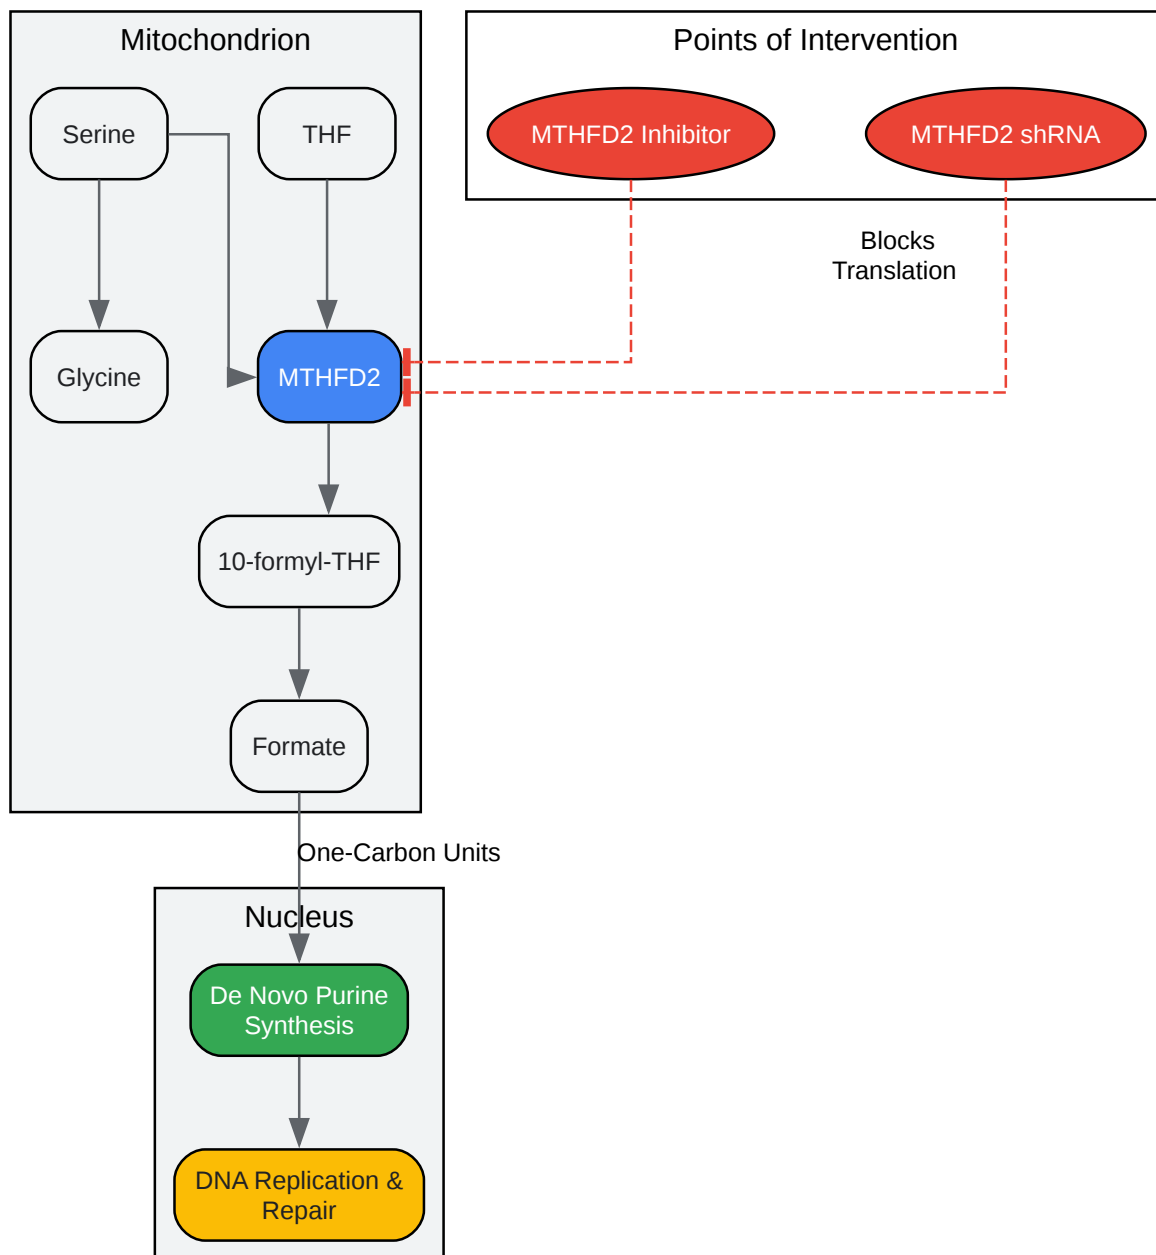 Mitochondrion
Points of Intervention
Serine
THF
MTHFD2 Inhibitor
MTHFD2 shRNA
Blocks
Translation
Glycine
MTHFD2
10-formyl-THF
Formate
One-Carbon Units
Nucleus
De Novo Purine
Synthesis
DNA Replication &
Repair